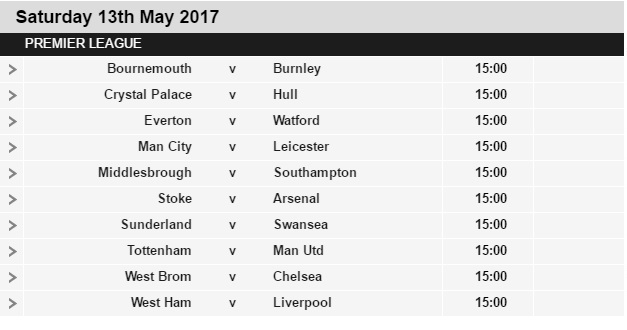 Saturday 13th May 2017
PREMIER LEAGUE
Bournemouth v Burnley 15:00
Crystal Palace v Hull 15:00
Everton v Watford 15:00
Man City v Leicester 15:00
Middlesbrough v Southampton 15:00
Stoke v Arsenal 15:00
Sunderland v Swansea 15:00
Tottenham v Man Utd 15:00
West Brom v Chelsea 15:00
West Ham v Liverpool 15:00